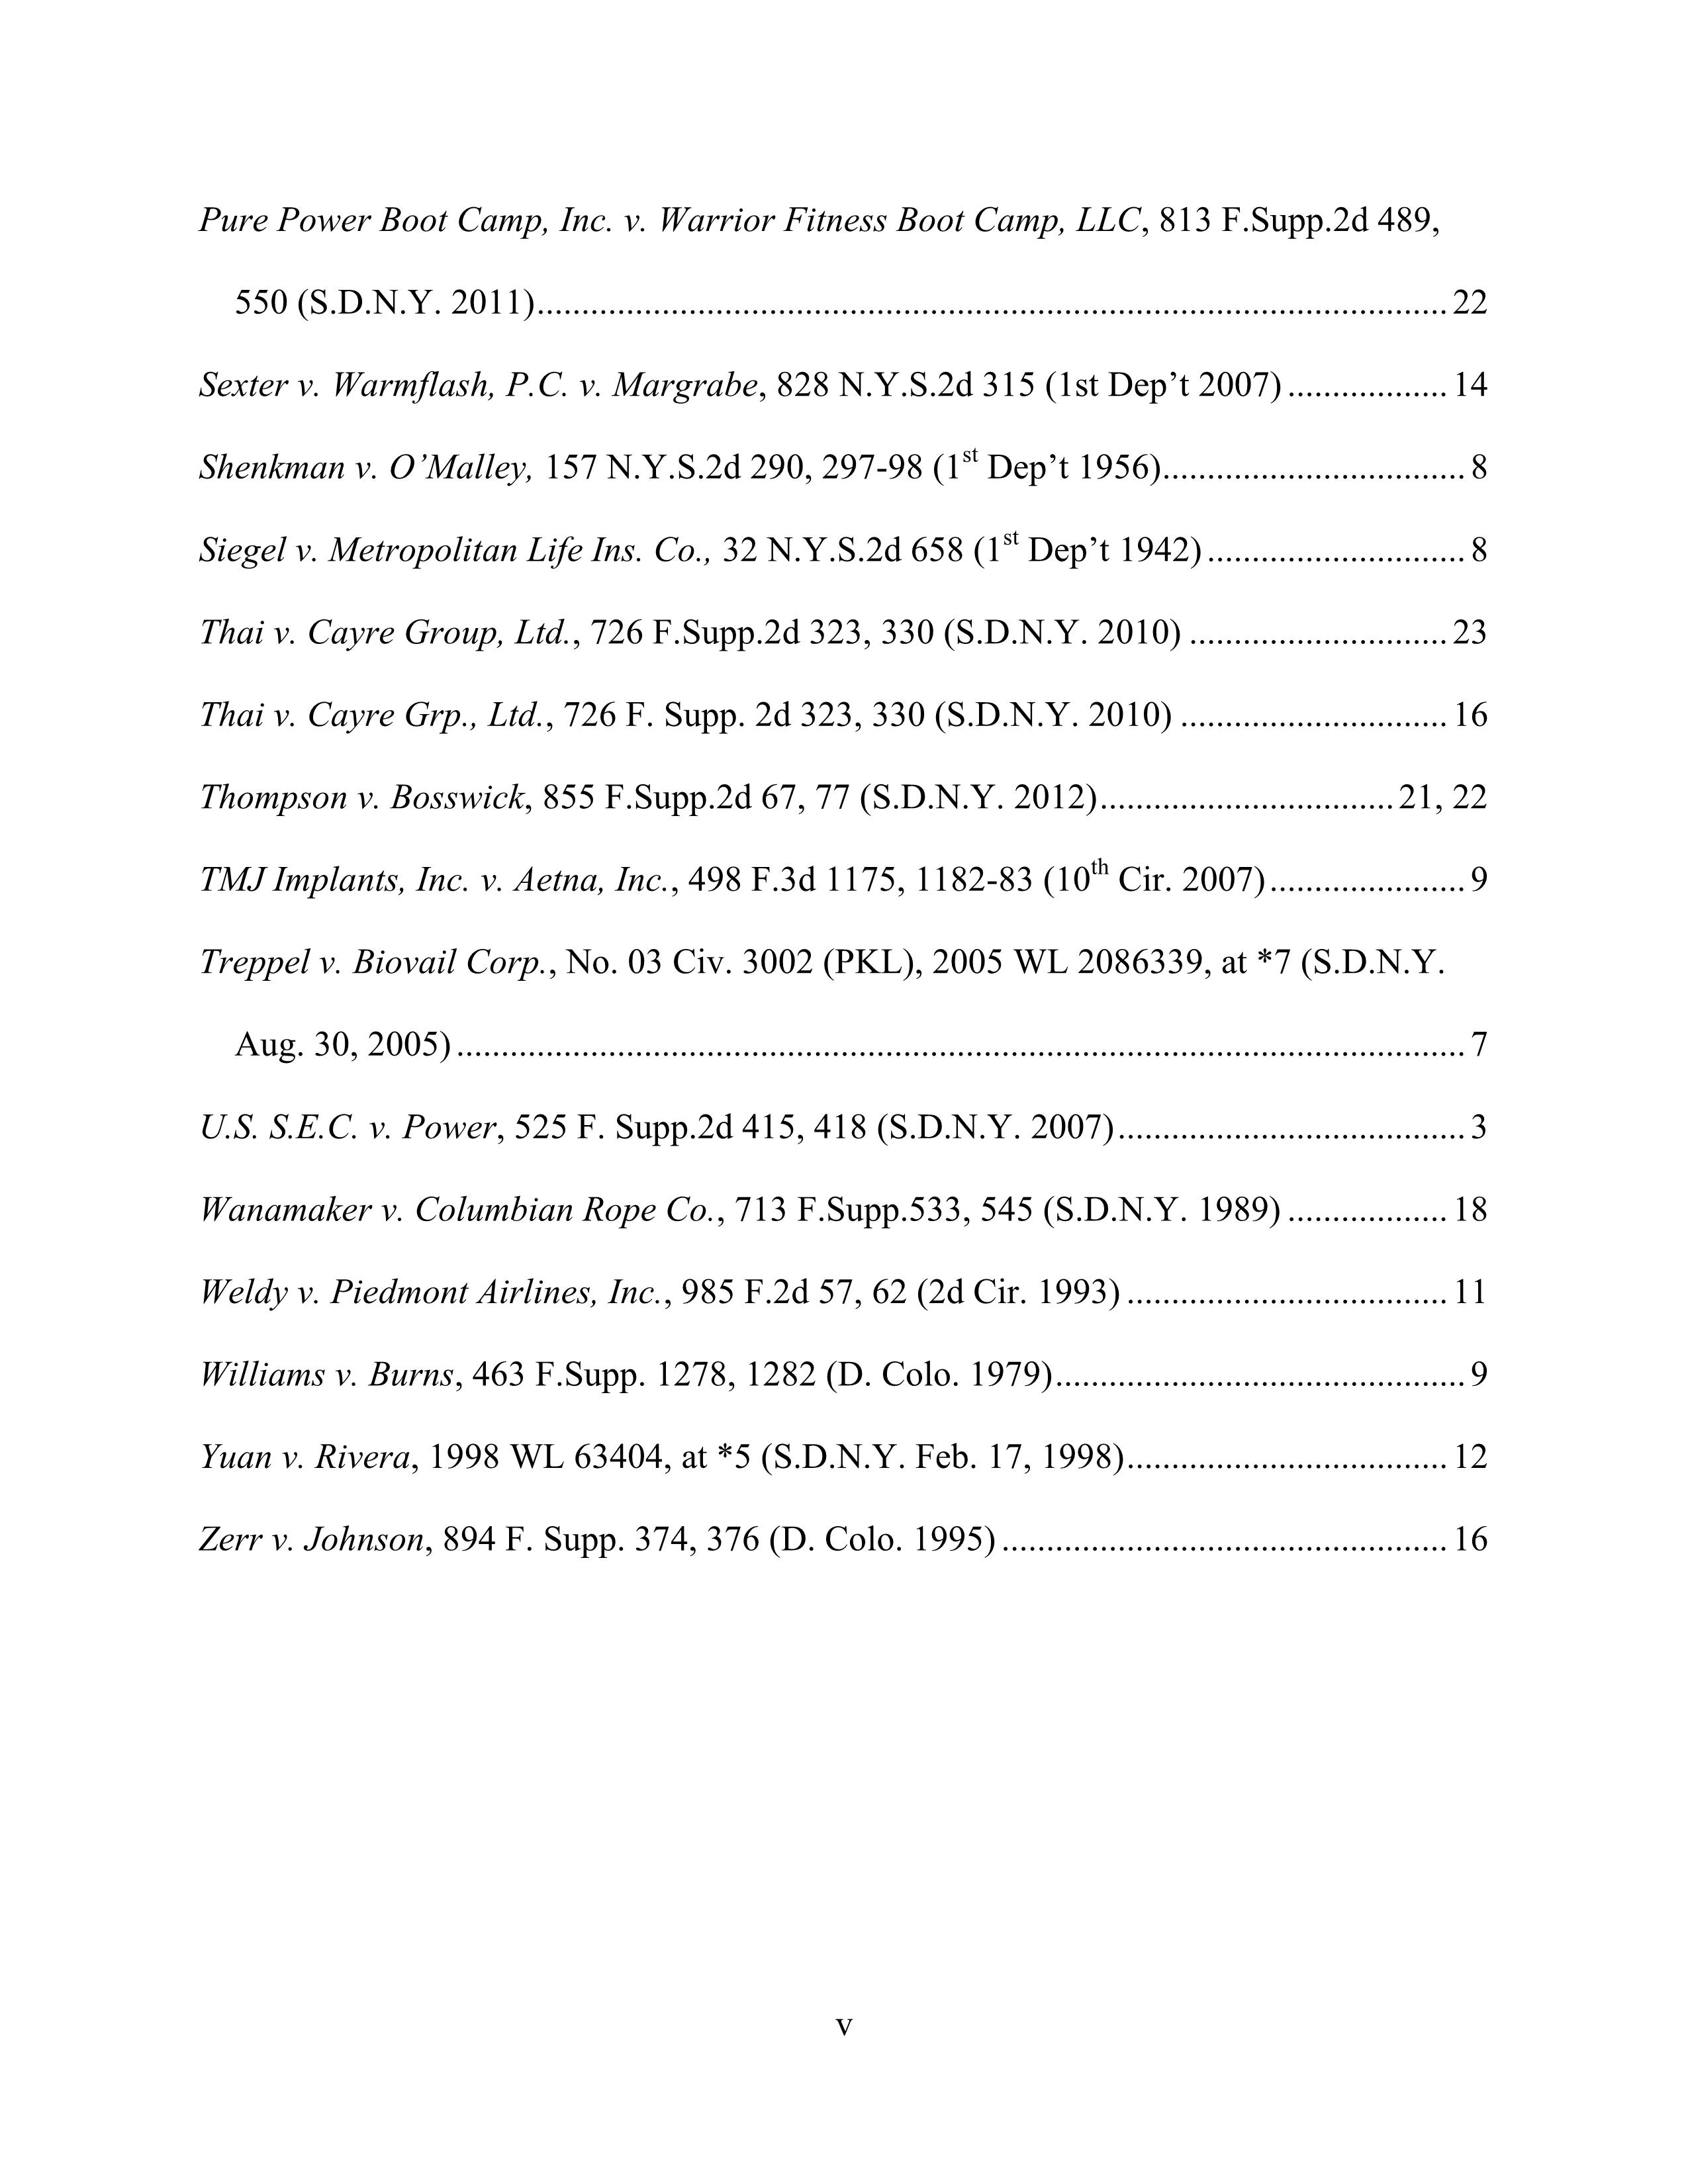 Pure Power Boot Camp, Inc. v. Warrior Fitness Boot Camp, LLC, 813 F.Supp.2d 489,
550 (S.D.N.Y. 2011)....................................................................................................... 22
Sexter v. Warmflash, P.C. v. Margrabe, 828 N.Y.S.2d 315 (1st Dep’t 2007) .................. 14
Shenkman v. O’Malley, 157 N.Y.S.2d 290, 297-98 (1st Dep’t 1956).................................. 8
Siegel v. Metropolitan Life Ins. Co., 32 N.Y.S.2d 658 (1st Dep’t 1942) ............................. 8
Thai v. Cayre Group, Ltd., 726 F.Supp.2d 323, 330 (S.D.N.Y. 2010) ............................. 23
Thai v. Cayre Grp., Ltd., 726 F. Supp. 2d 323, 330 (S.D.N.Y. 2010) .............................. 16
Thompson v. Bosswick, 855 F.Supp.2d 67, 77 (S.D.N.Y. 2012)................................. 21, 22
TMJ Implants, Inc. v. Aetna, Inc., 498 F.3d 1175, 1182-83 (10th Cir. 2007)...................... 9
Treppel v. Biovail Corp., No. 03 Civ. 3002 (PKL), 2005 WL 2086339, at *7 (S.D.N.Y.
Aug. 30, 2005) .................................................................................................................. 7
U.S. S.E.C. v. Power, 525 F. Supp.2d 415, 418 (S.D.N.Y. 2007)....................................... 3
Wanamaker v. Columbian Rope Co., 713 F.Supp.533, 545 (S.D.N.Y. 1989) .................. 18
Weldy v. Piedmont Airlines, Inc., 985 F.2d 57, 62 (2d Cir. 1993) .................................... 11
Williams v. Burns, 463 F.Supp. 1278, 1282 (D. Colo. 1979).............................................. 9
Yuan v. Rivera, 1998 WL 63404, at *5 (S.D.N.Y. Feb. 17, 1998).................................... 12
Zerr v. Johnson, 894 F. Supp. 374, 376 (D. Colo. 1995) .................................................. 16
v